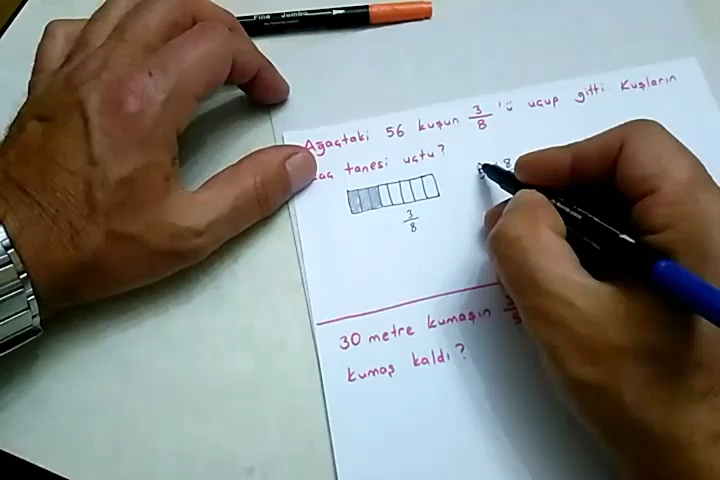 Fine Jumbo
Ağaçtaki 56 kuşun 3/8 'ü uçup gitti. Kuşların
kaç tanesi uçtu?
8
3/8
30 metre kumaşın
kumaş kaldı?